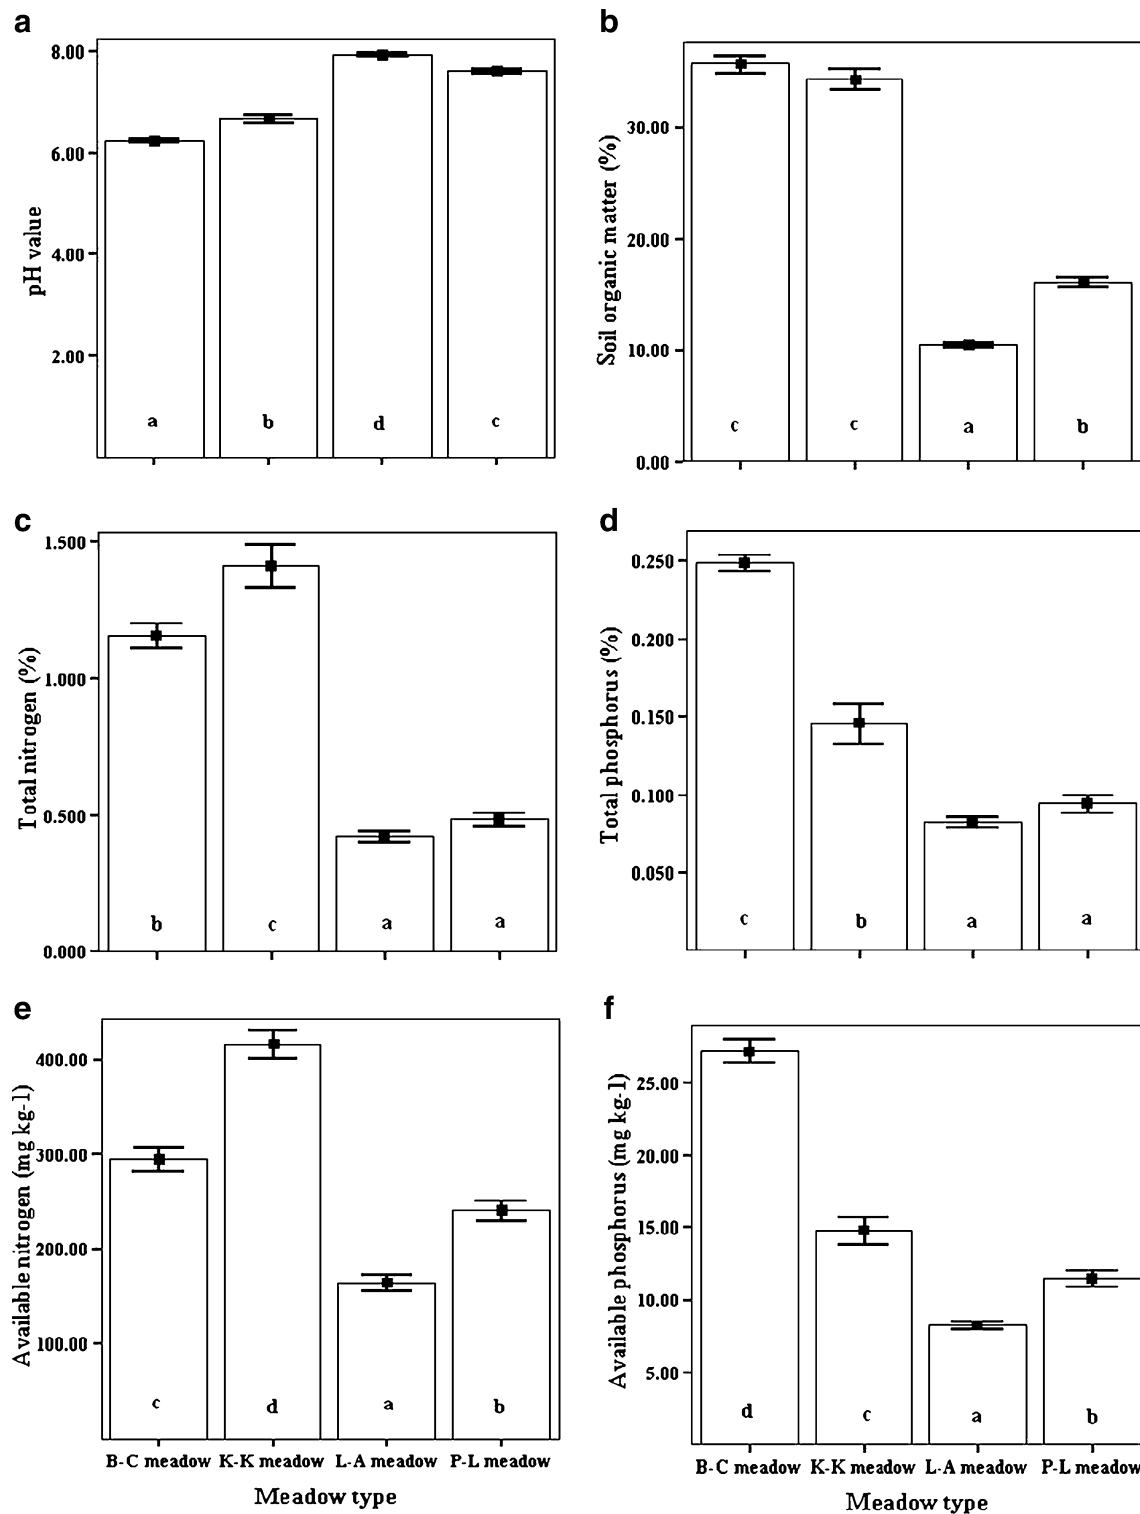 a
8.00
6.00
4.00
2.00
pH value
a b d c
b
30.00
20.00
10.00
0.00
Soil organic matter (%)
c c a b
c
1.500
1.000
0.500
0.000
Total nitrogen (%)
b c a a
d
0.250
0.200
0.150
0.100
0.050
Total phosphorus (%)
c b a a
e
400.00
300.00
200.00
100.00
Available nitrogen (mg kg-1)
c d a b
B-C meadow K-K meadow L-A meadow P-L meadow
Meadow type
f
25.00
20.00
15.00
10.00
5.00
Available phosphorus (mg kg-1)
d c a b
B-C meadow K-K meadow L-A meadow P-L meadow
Meadow type